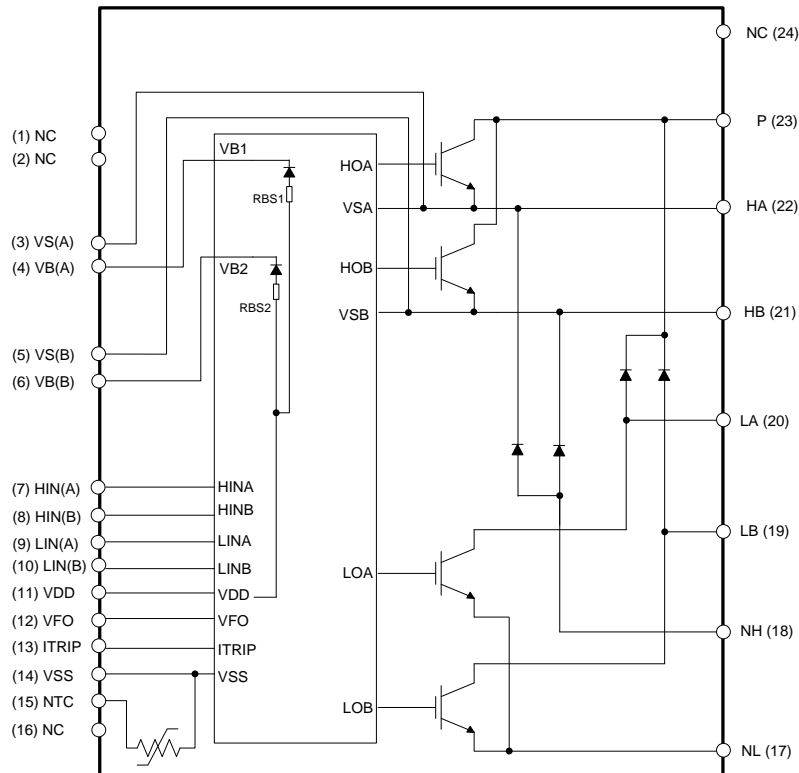 NC (24)
(1) NC
(2) NC
(3) VS(A)
(4) VB(A)
(5) VS(B)
(6) VB(B)
(7) HIN(A)
(8) HIN(B)
(9) LIN(A)
(10) LIN(B)
(11) VDD
(12) VFO
(13) ITRIP
(14) VSS
(15) NTC
(16) NC
VB1
RBS1
VB2
RBS2
HINA
HINB
LINA
LINB
VDD
VFO
ITRIP
VSS
HOA
VSA
HOB
VSB
LOA
LOB
P (23)
HA (22)
HB (21)
LA (20)
LB (19)
NH (18)
NL (17)